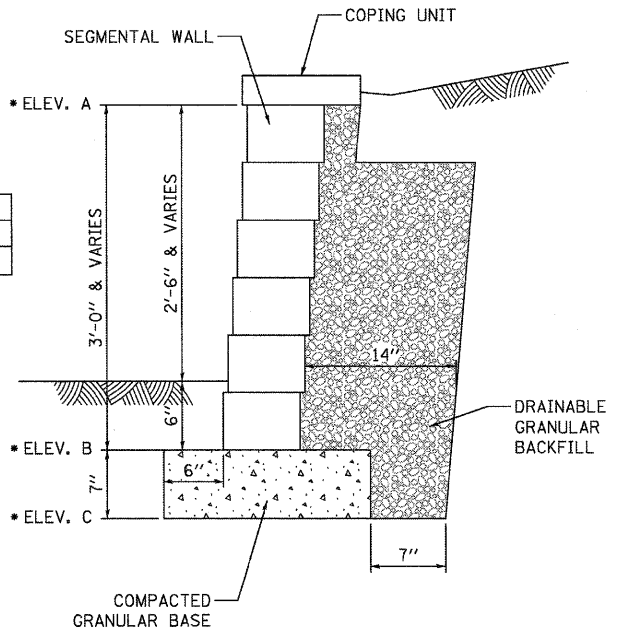 COPING UNIT
SEGMENTAL WALL
* ELEV. A
3'-0" & VARIES
2'-6" & VARIES
14"
6"
DRAINABLE
GRANULAR
BACKFILL
* ELEV. B
6"
7"
* ELEV. C
7"
COMPACTED
GRANULAR BASE